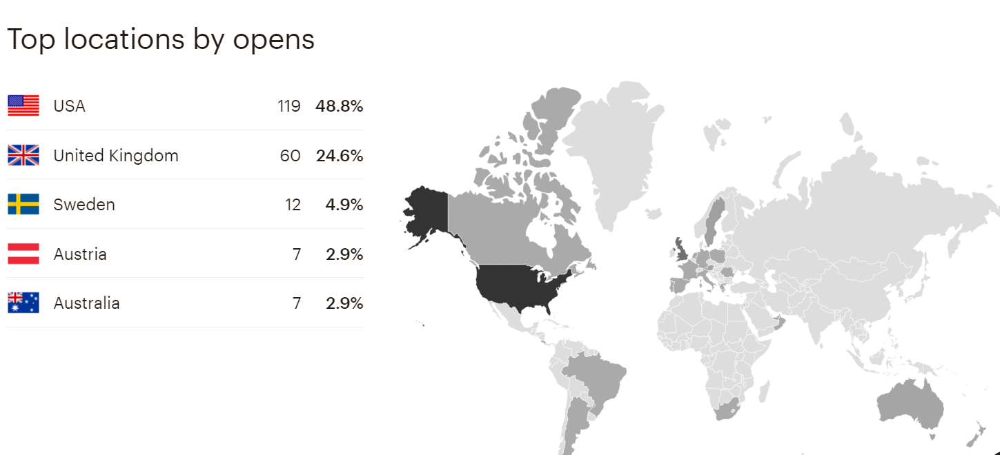 Top locations by opens
USA 119 48.8%
United Kingdom 60 24.6%
Sweden 12 4.9%
Austria 7 2.9%
Australia 7 2.9%